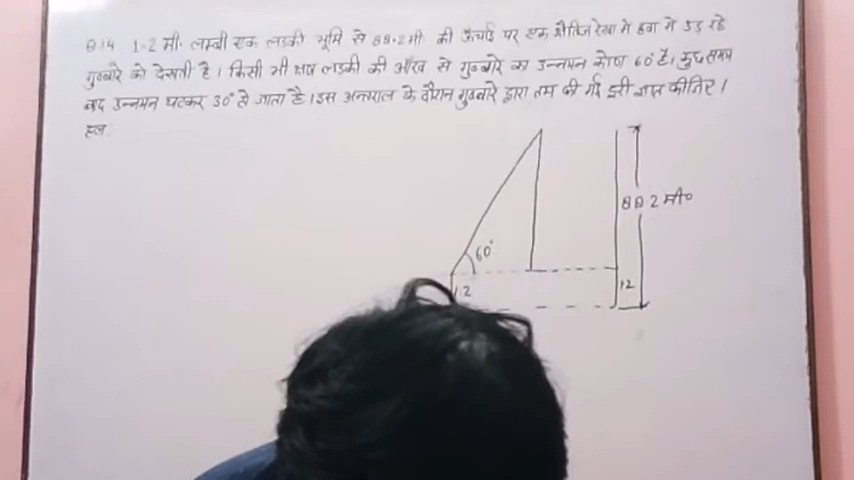 Q.14 1.2 मी. लम्बी एक लड़की भूमि से 88.2 मी की ऊँचाई पर एक क्षैतिज रेखा में हवा में उड़ रहे
गुब्बारे को देखती है। किसी भी क्षण लड़की की आँख से गुब्बारे का उन्नयन कोण 60° है। कुछ समय
बाद उन्नयन घटकर 30° हो जाता है। इस अन्तराल के दौरान गुब्बारे द्वारा तय की गई दूरी ज्ञात कीजिए।
हल
88.2 मी०
60°
1.2
1.2